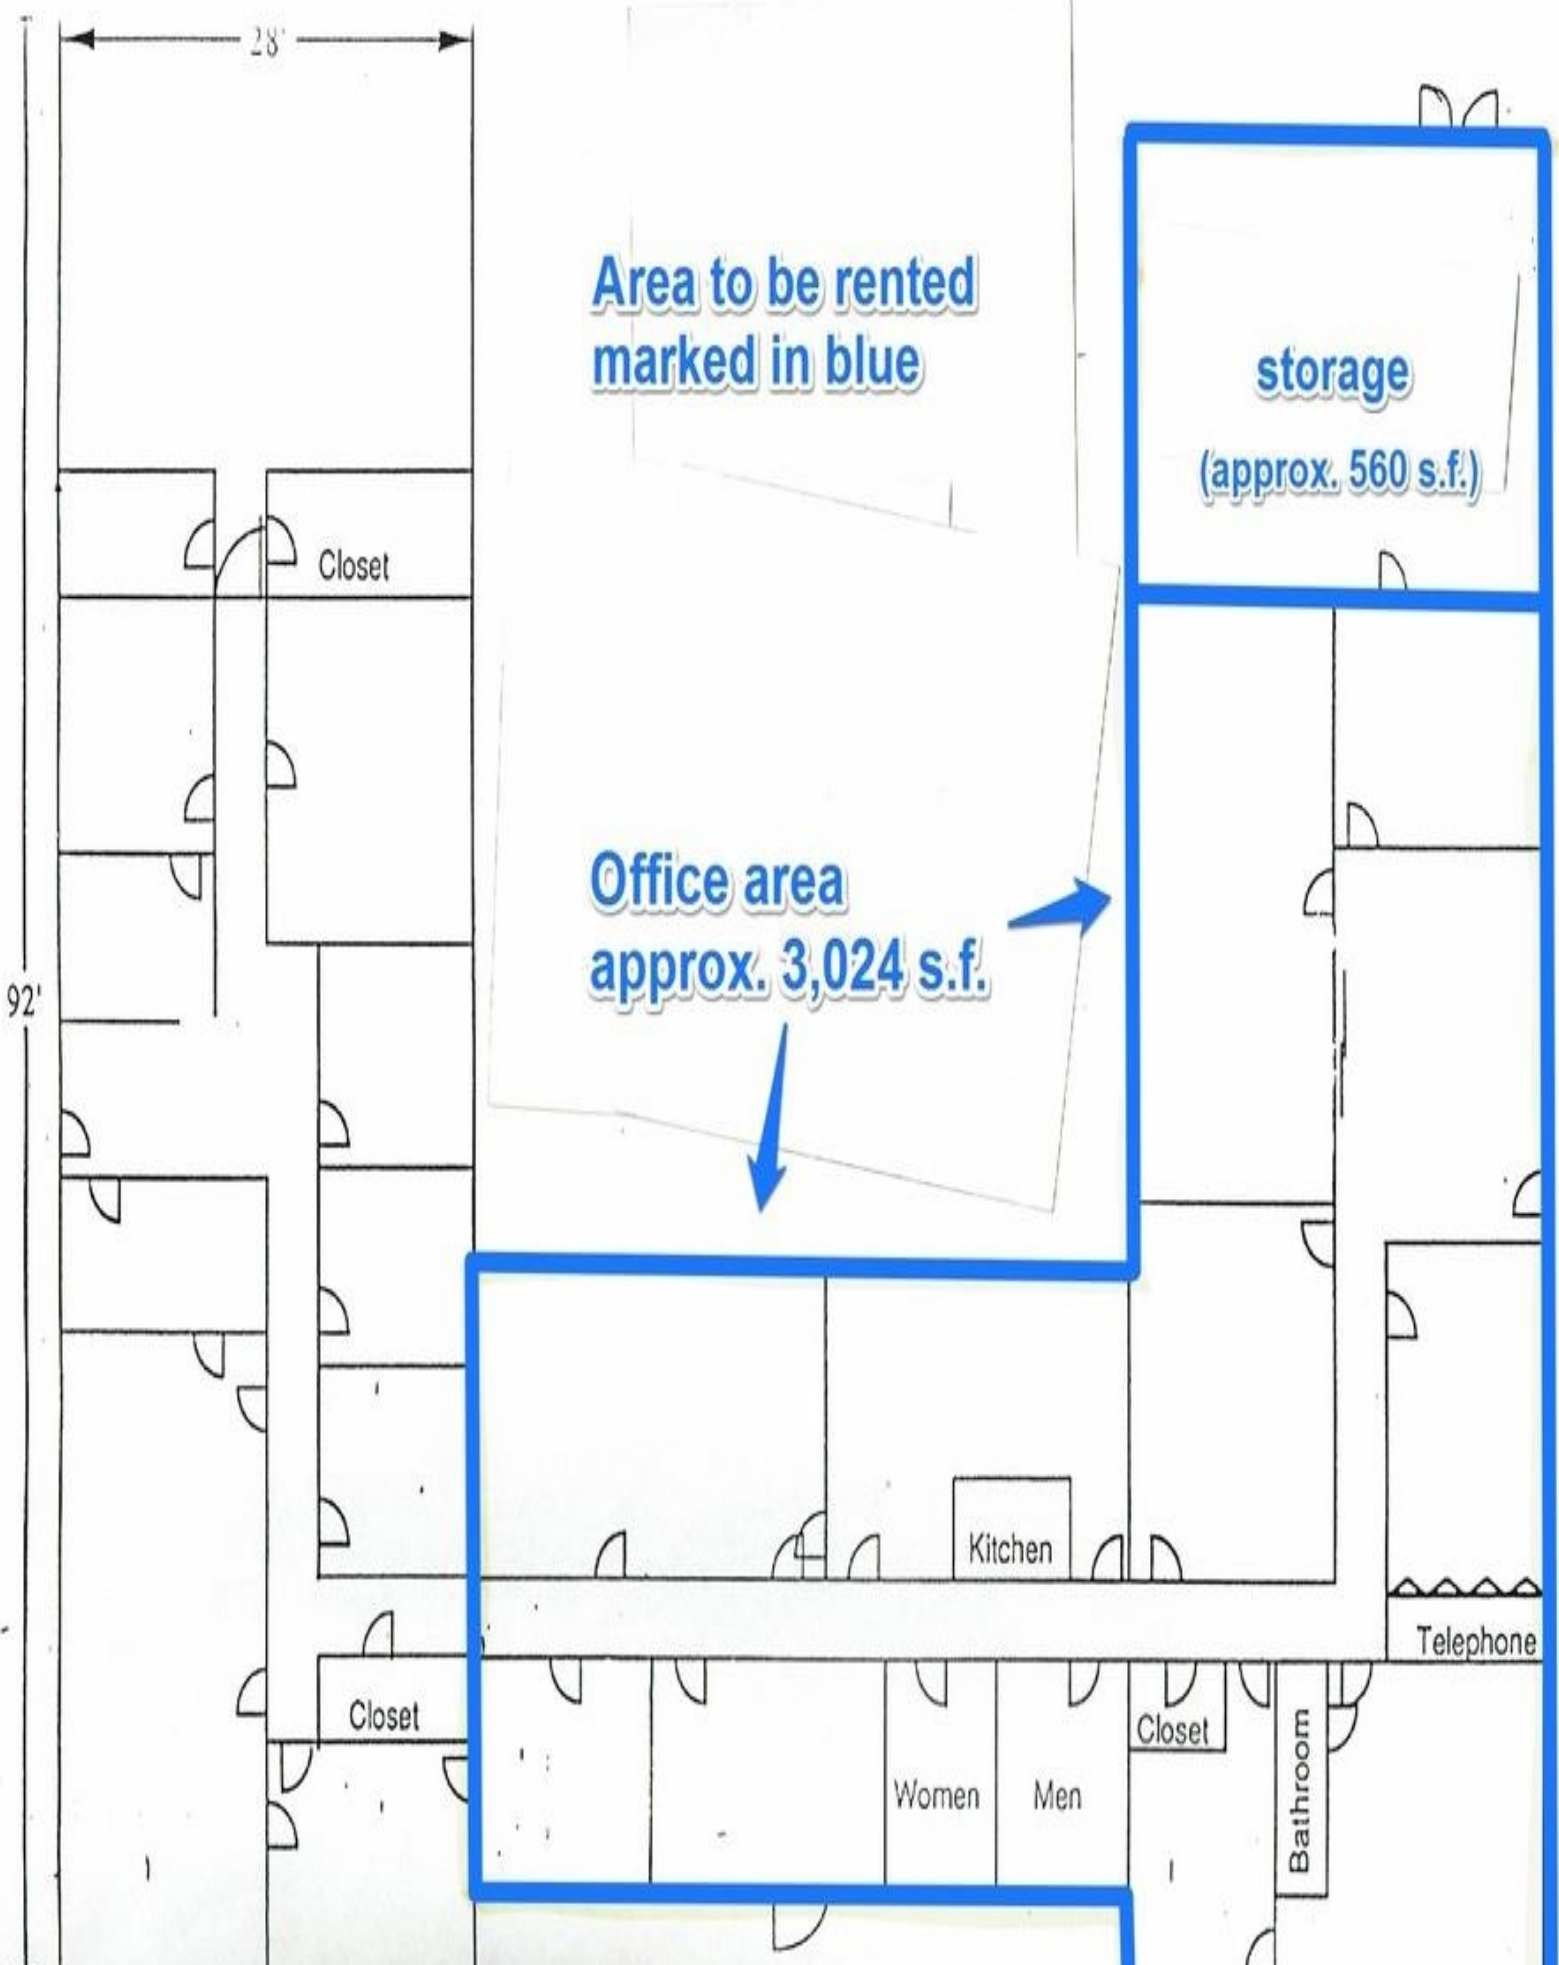 28'
Area to be rented
marked in blue
storage
(approx. 560 s.f.)
Closet
Office area
approx. 3,024 s.f.
92'
Kitchen
Telephone
Closet
Closet
Women
Men
Bathroom